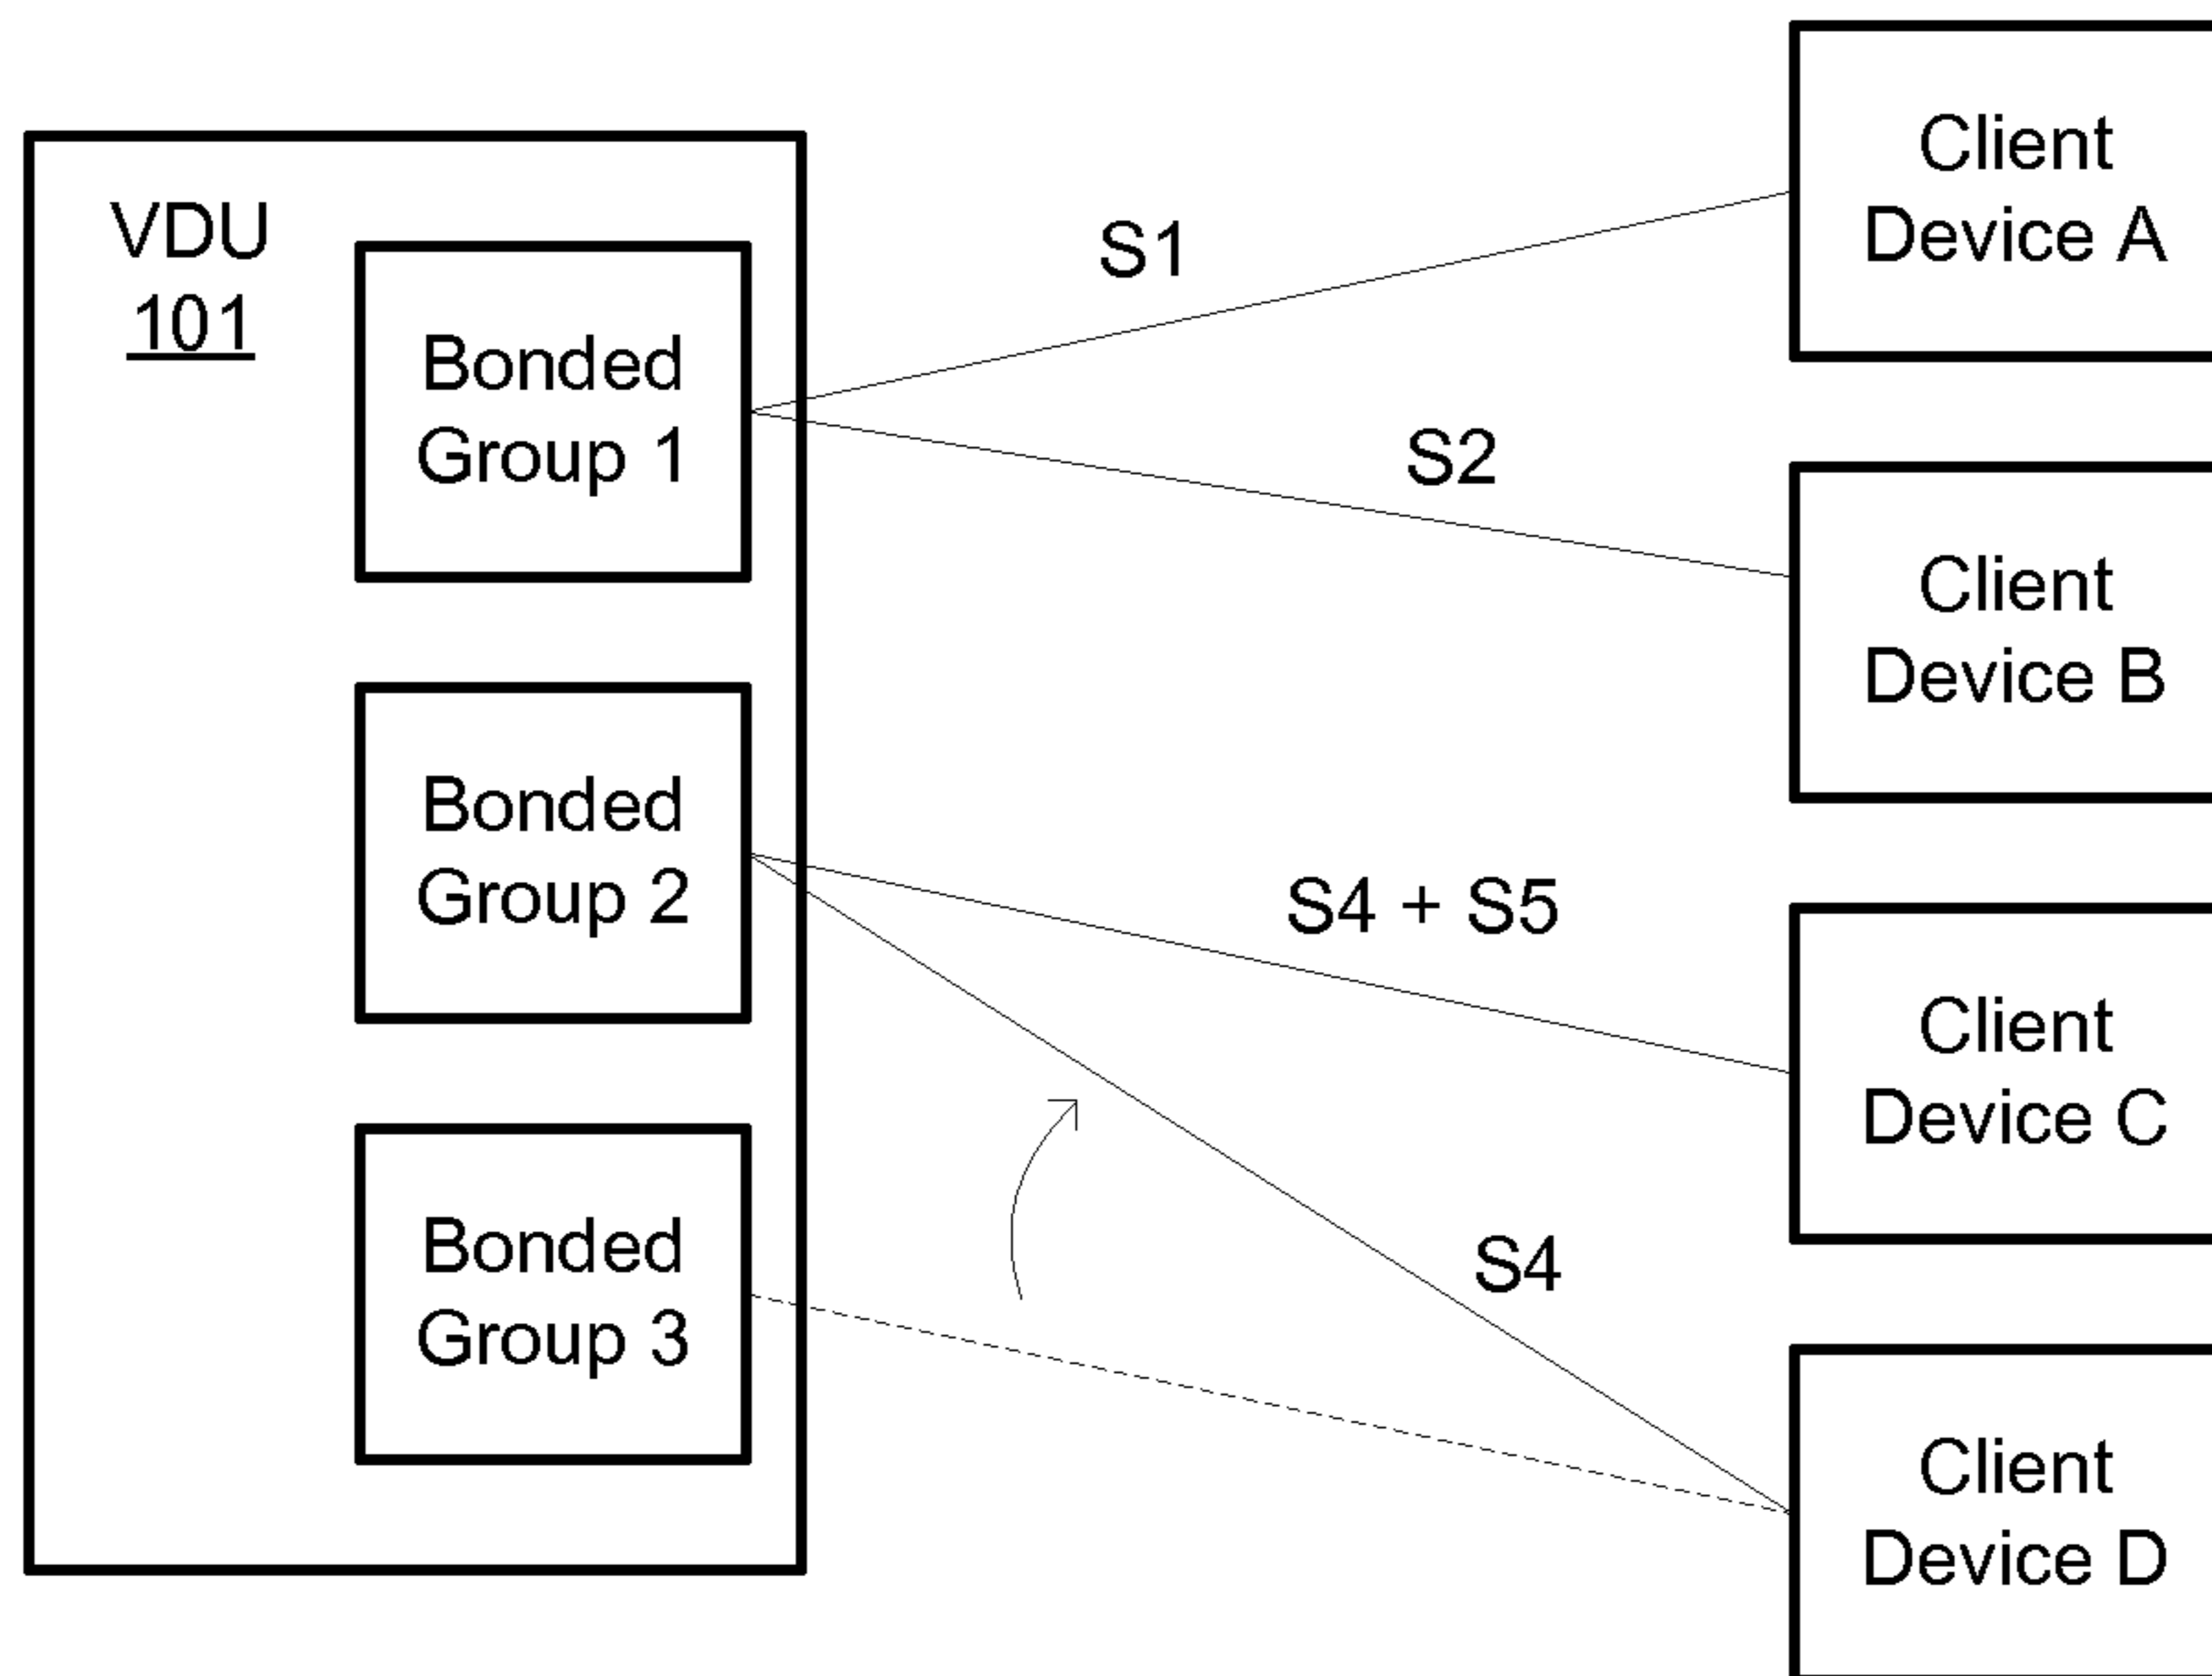 VDU
101
Bonded
Group 1
Bonded
Group 2
Bonded
Group 3
S1
S2
S4 + S5
S4
Client
Device A
Client
Device B
Client
Device C
Client
Device D